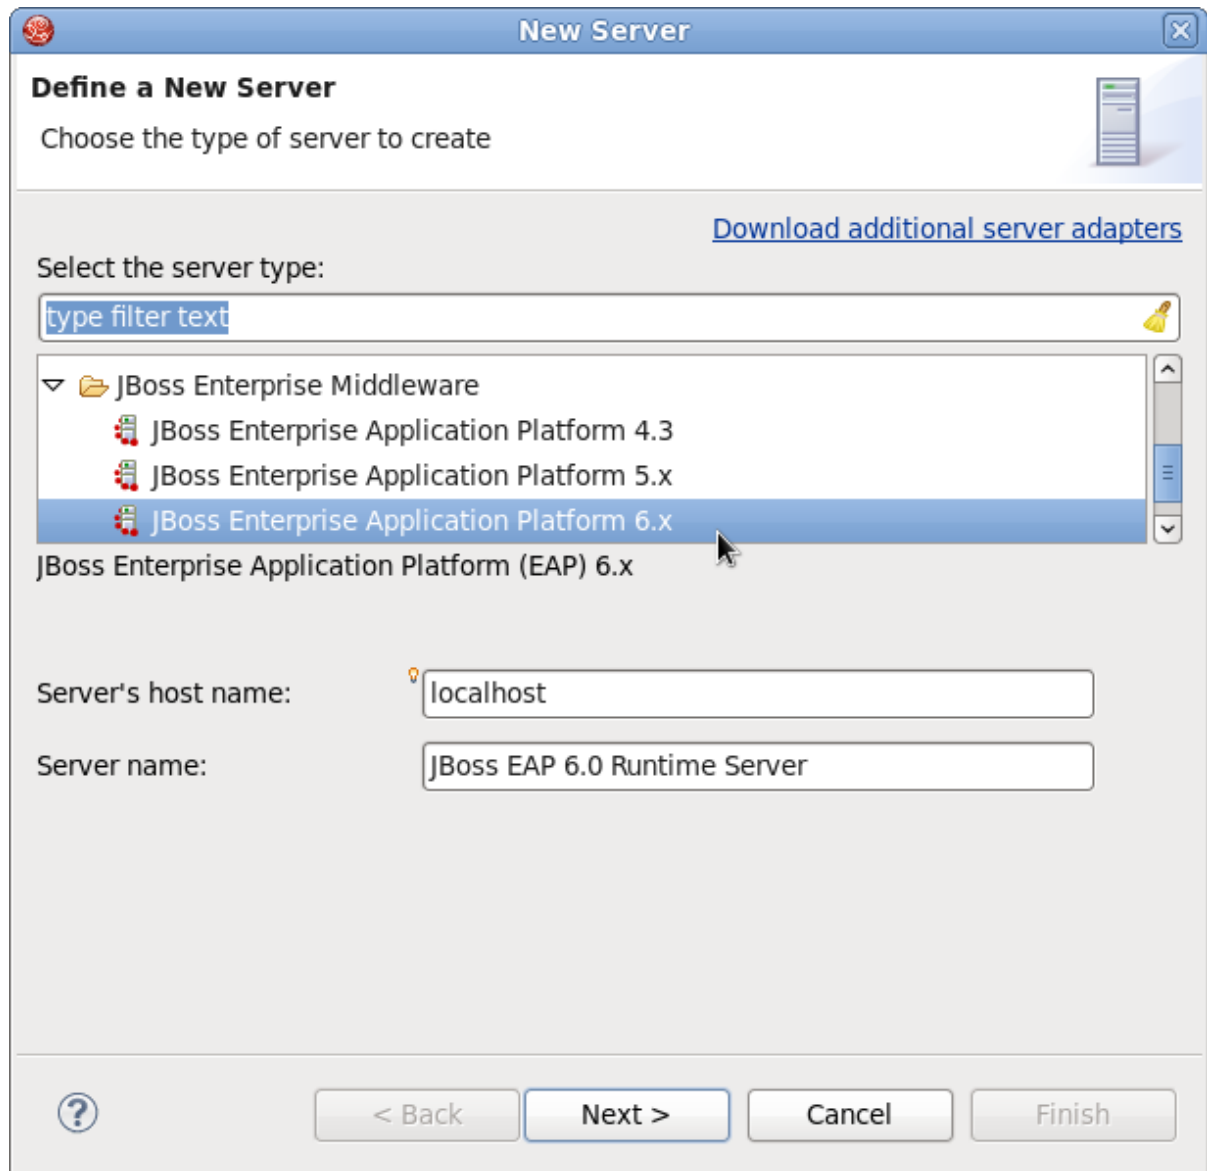 New Server
Define a New Server
Choose the type of server to create
Download additional server adapters
Select the server type:
type filter text
JBoss Enterprise Middleware
JBoss Enterprise Application Platform 4.3
JBoss Enterprise Application Platform 5.x
JBoss Enterprise Application Platform 6.x
JBoss Enterprise Application Platform (EAP) 6.x
Server's host name: localhost
Server name: JBoss EAP 6.0 Runtime Server
? < Back Next > Cancel Finish